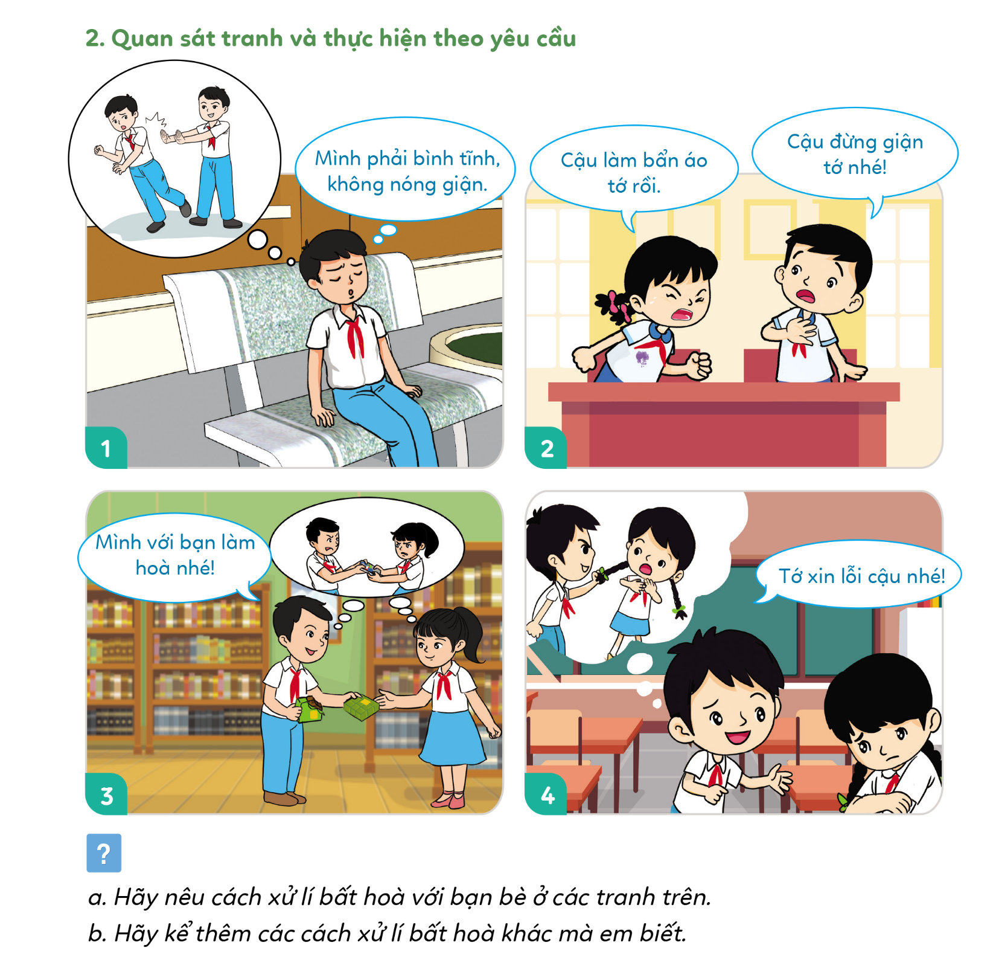 2. Quan sát tranh và thực hiện theo yêu cầu
Mình phải bình tĩnh,
không nóng giận.
Cậu làm bẩn áo
tớ rồi.
Cậu đừng giận
tớ nhé!
1
2
Mình với bạn làm
hoà nhé!
Tớ xin lỗi cậu nhé!
3
4
?
a. Hãy nêu cách xử lí bất hoà với bạn bè ở các tranh trên.
b. Hãy kể thêm các cách xử lí bất hoà khác mà em biết.